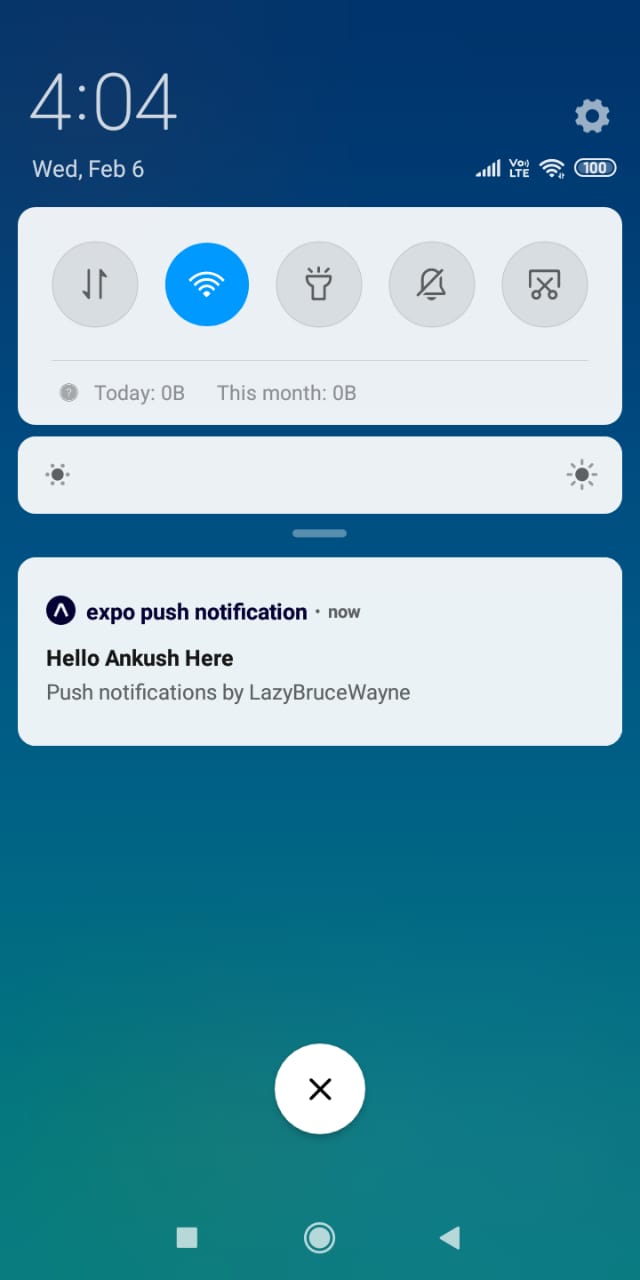 4:04
Wed, Feb 6
Vo)) LTE
100
Today: 0B This month: 0B
expo push notification · now
Hello Ankush Here
Push notifications by LazyBruceWayne